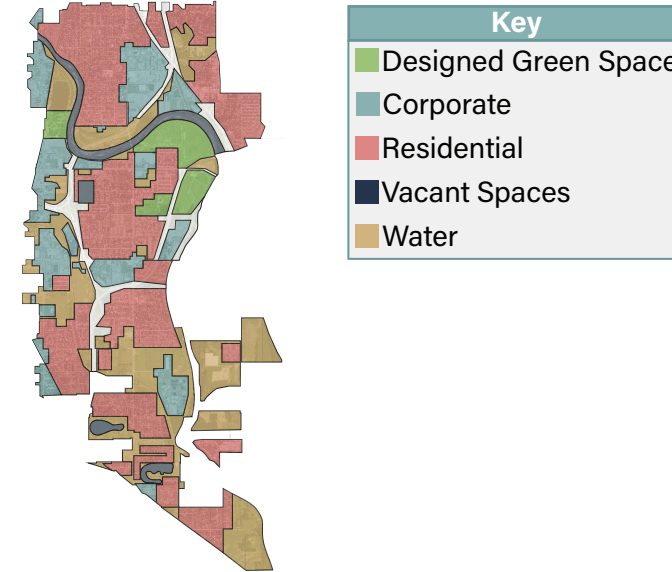 Key
Designed Green Space
Corporate
Residential
Vacant Spaces
Water